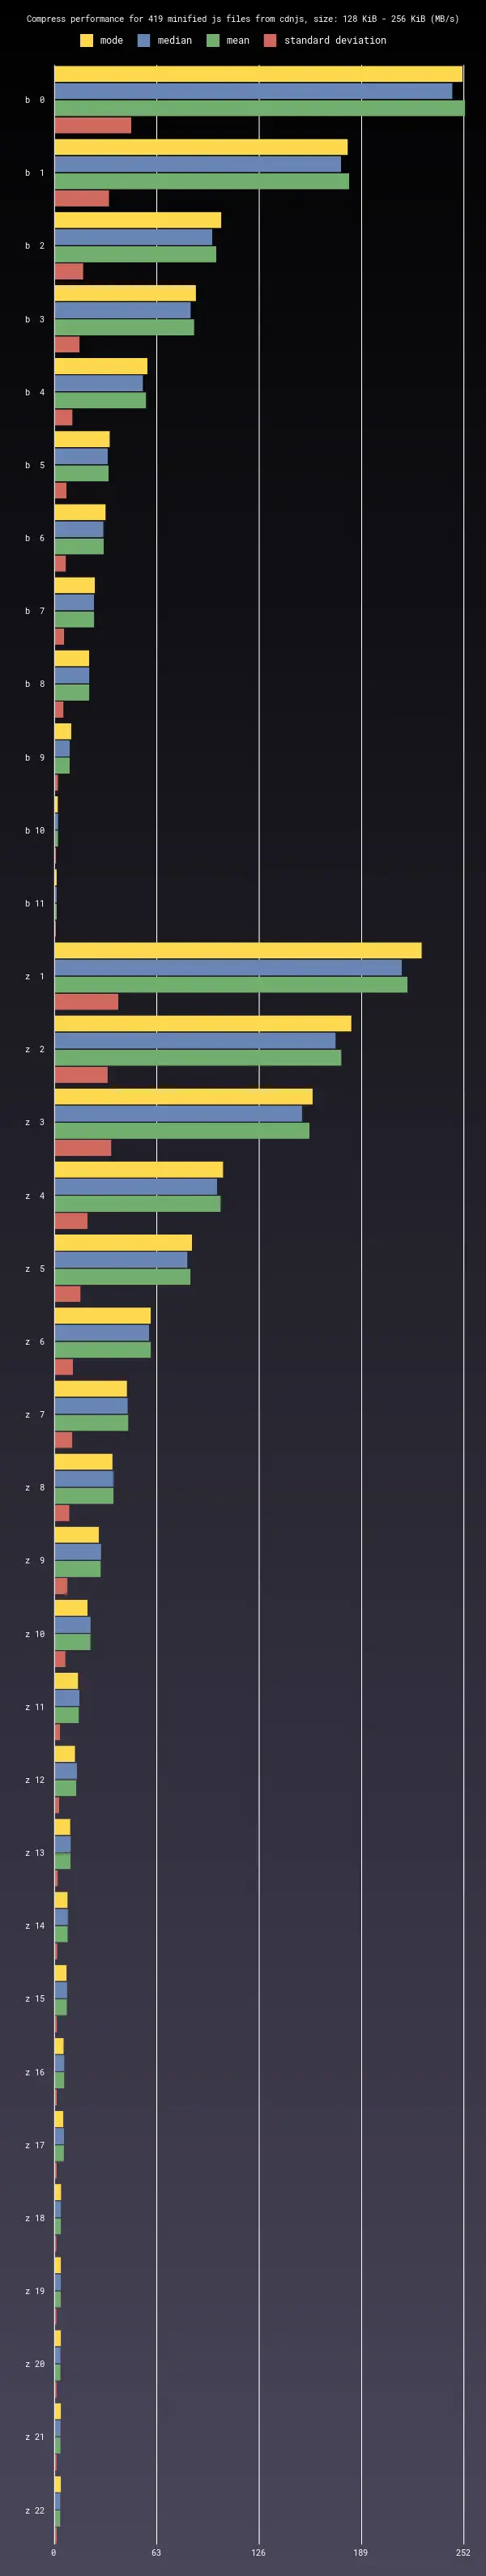 Compress performance for 419 minified js files from cdnjs, size: 128 KiB - 256 KiB (MB/s)
mode median mean standard deviation
b 0
b 1
b 2
b 3
b 4
b 5
b 6
b 7
b 8
b 9
b 10
b 11
z 1
z 2
z 3
z 4
z 5
z 6
z 7
z 8
z 9
z 10
z 11
z 12
z 13
z 14
z 15
z 16
z 17
z 18
z 19
z 20
z 21
z 22
0 63 126 189 252